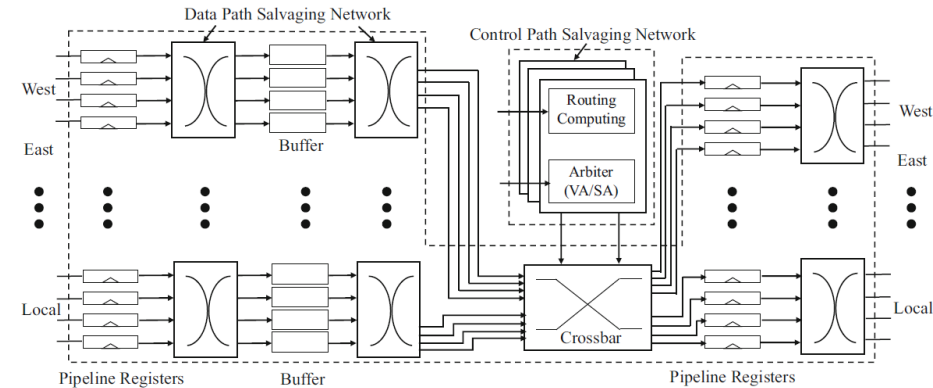 Data Path Salvaging Network
Control Path Salvaging Network
West
East
Buffer
Routing
Computing
Arbiter
(VA/SA)
West
East
Local
Crossbar
Local
Pipeline Registers
Buffer
Pipeline Registers